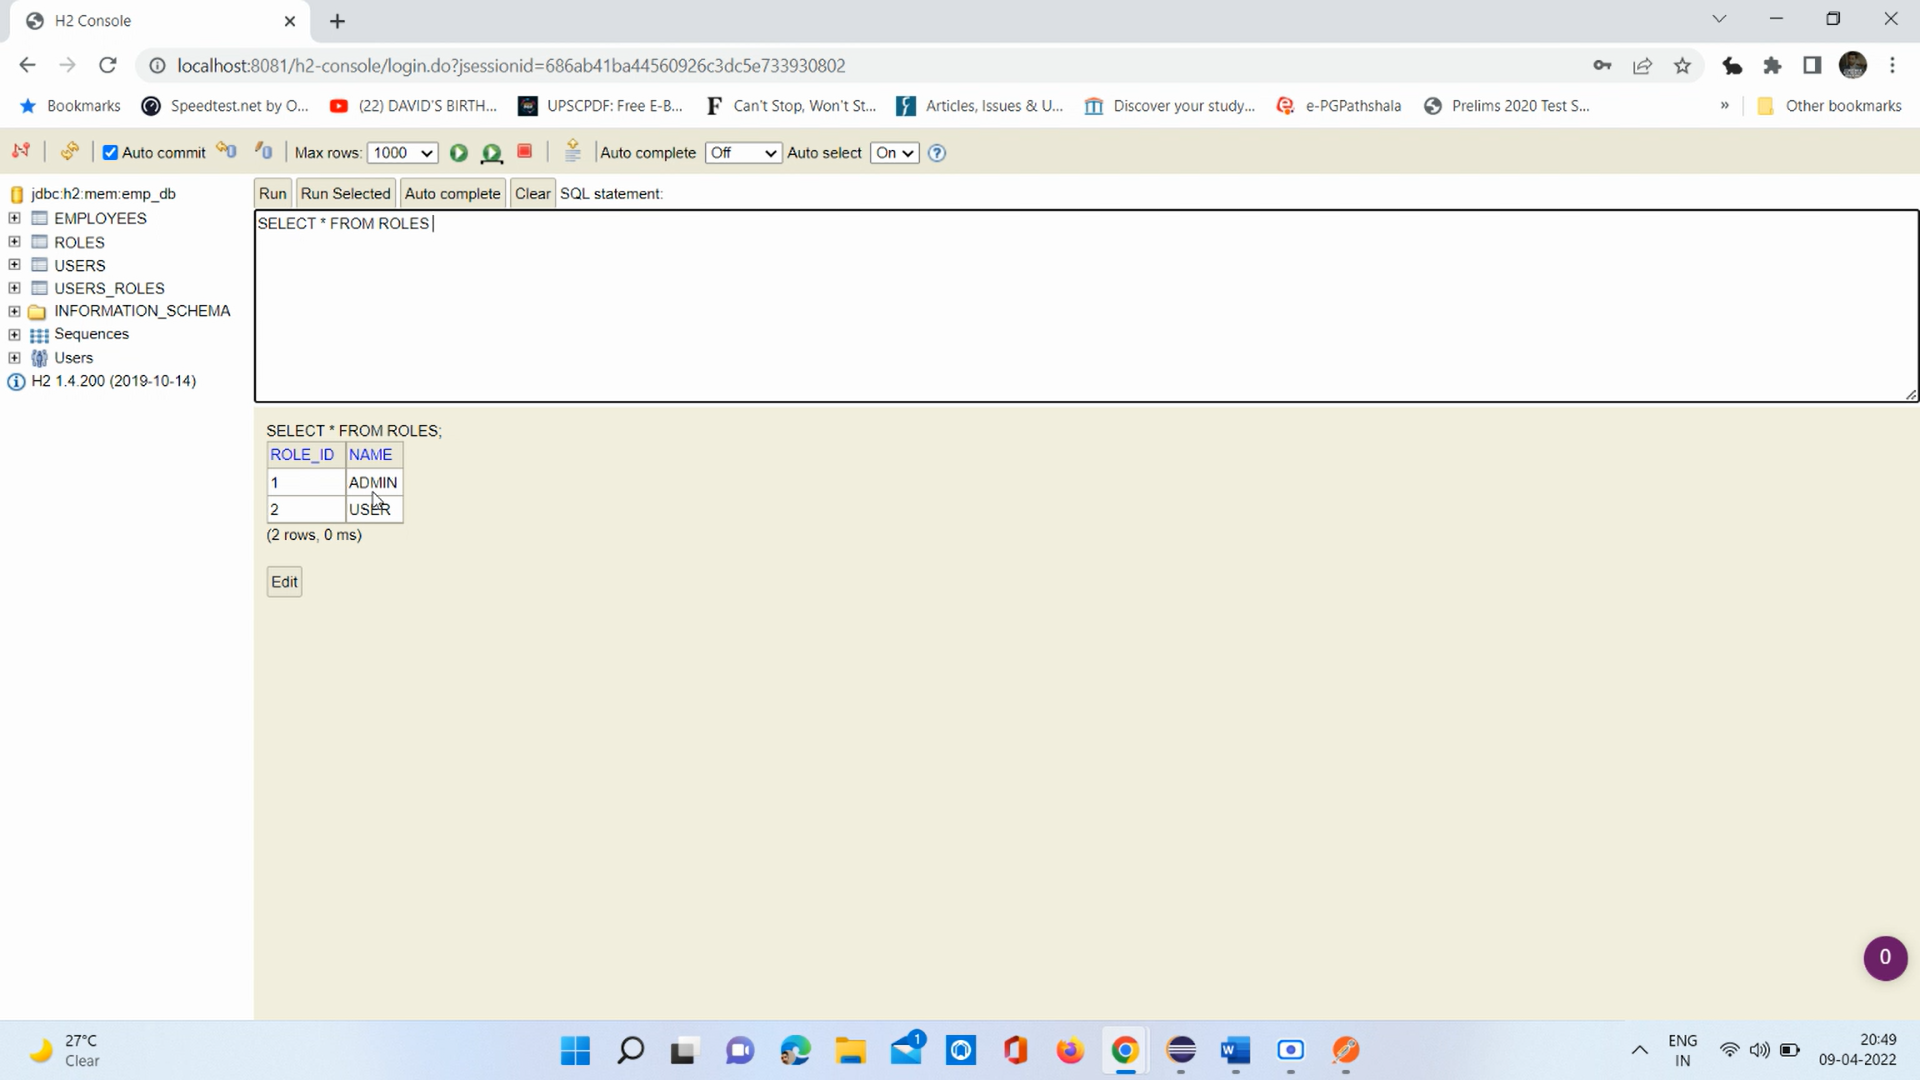 H2 Console
localhost:8081/h2-console/login.do?jsessionid=686ab41ba44560926c3dc5e733930802
Bookmarks Speedtest.net by O... (22) DAVID'S BIRTH... UPSCPDF: Free E-B... Can't Stop, Won't St... Articles, Issues & U... Discover your study... e-PGPathshala Prelims 2020 Test S... » Other bookmarks
Auto commit Max rows: 1000 Auto complete Off Auto select On
jdbc:h2:mem:emp_db
EMPLOYEES
ROLES
USERS
USERS_ROLES
INFORMATION_SCHEMA
Sequences
Users
H2 1.4.200 (2019-10-14)
Run Run Selected Auto complete Clear SQL statement:
SELECT * FROM ROLES
SELECT * FROM ROLES;
ROLE_ID NAME
1 ADMIN
2 USER
(2 rows, 0 ms)
Edit
0
27°C
Clear
1
ENG
IN
20:49
09-04-2022